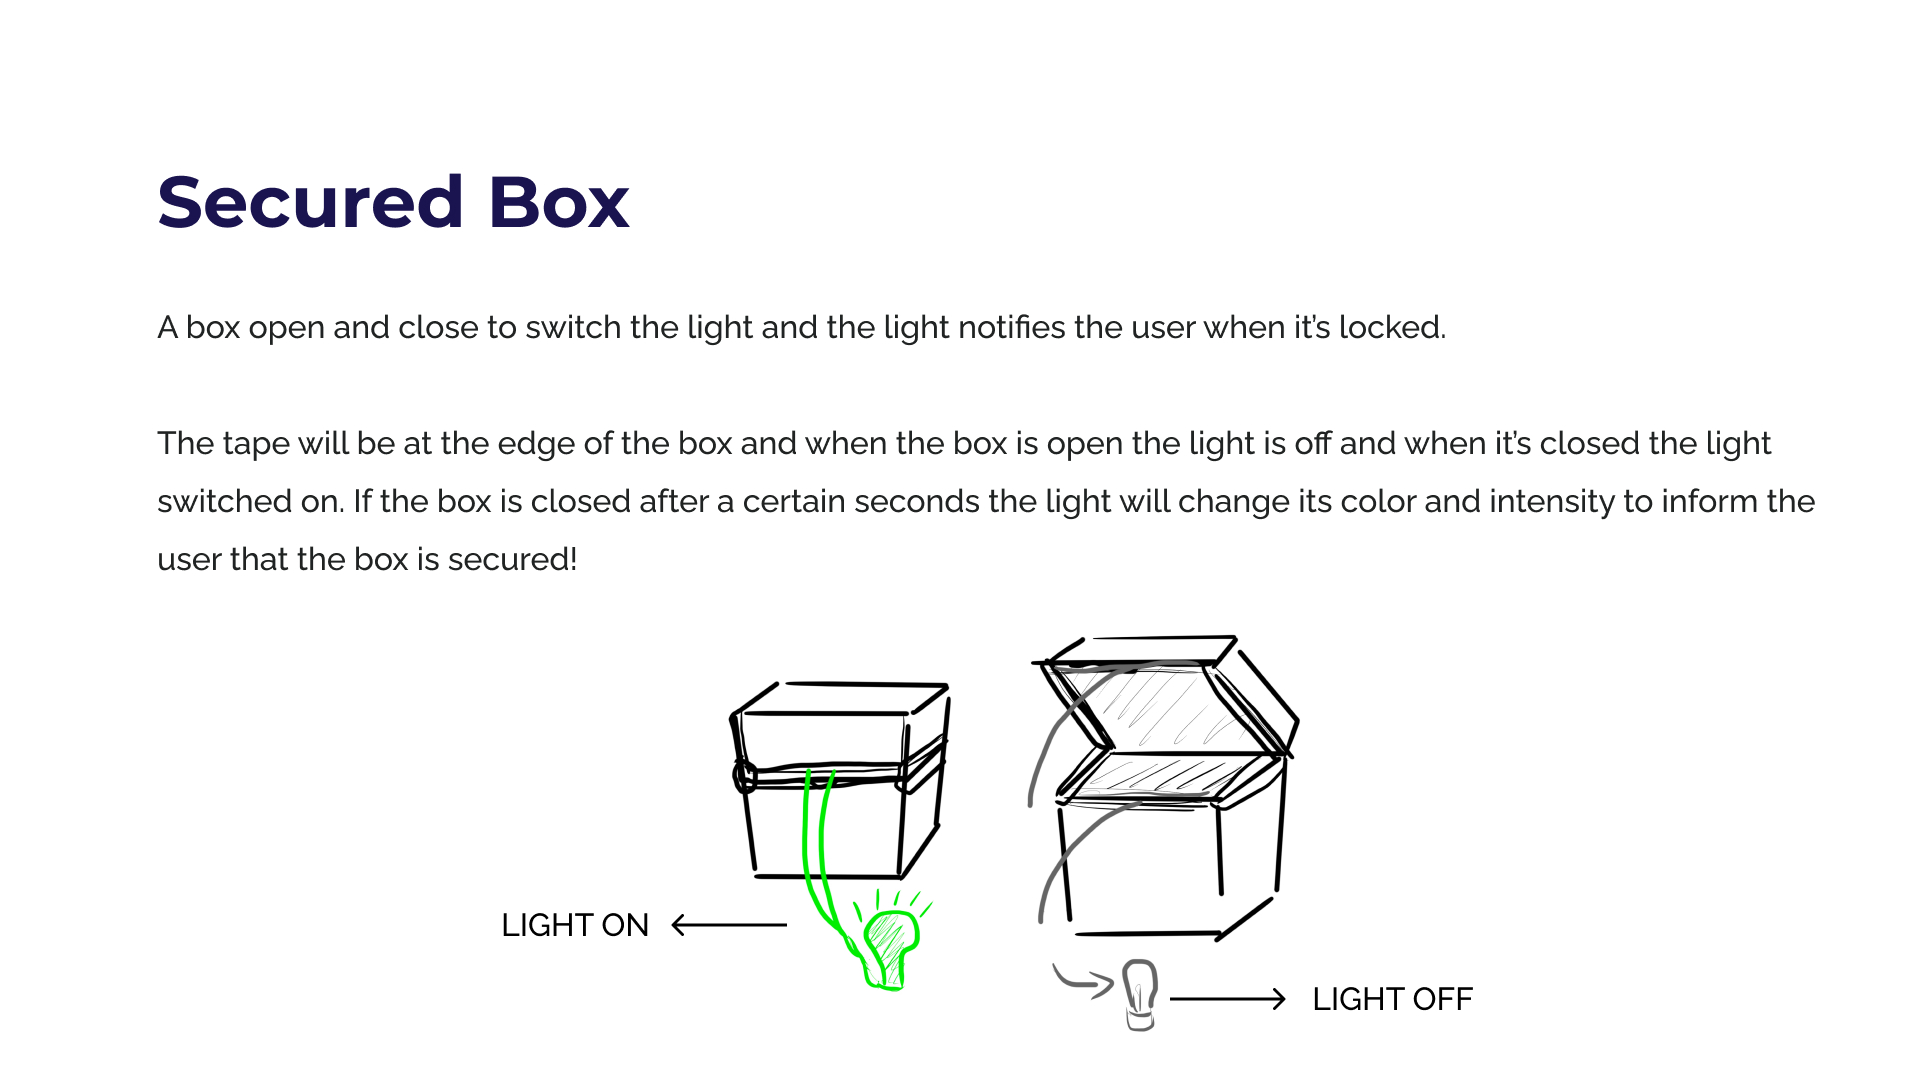 Secured Box
A box open and close to switch the light and the light notifies the user when it’s locked.
The tape will be at the edge of the box and when the box is open the light is off and when it’s closed the light
switched on. If the box is closed after a certain seconds the light will change its color and intensity to inform the
user that the box is secured!
LIGHT ON
LIGHT OFF